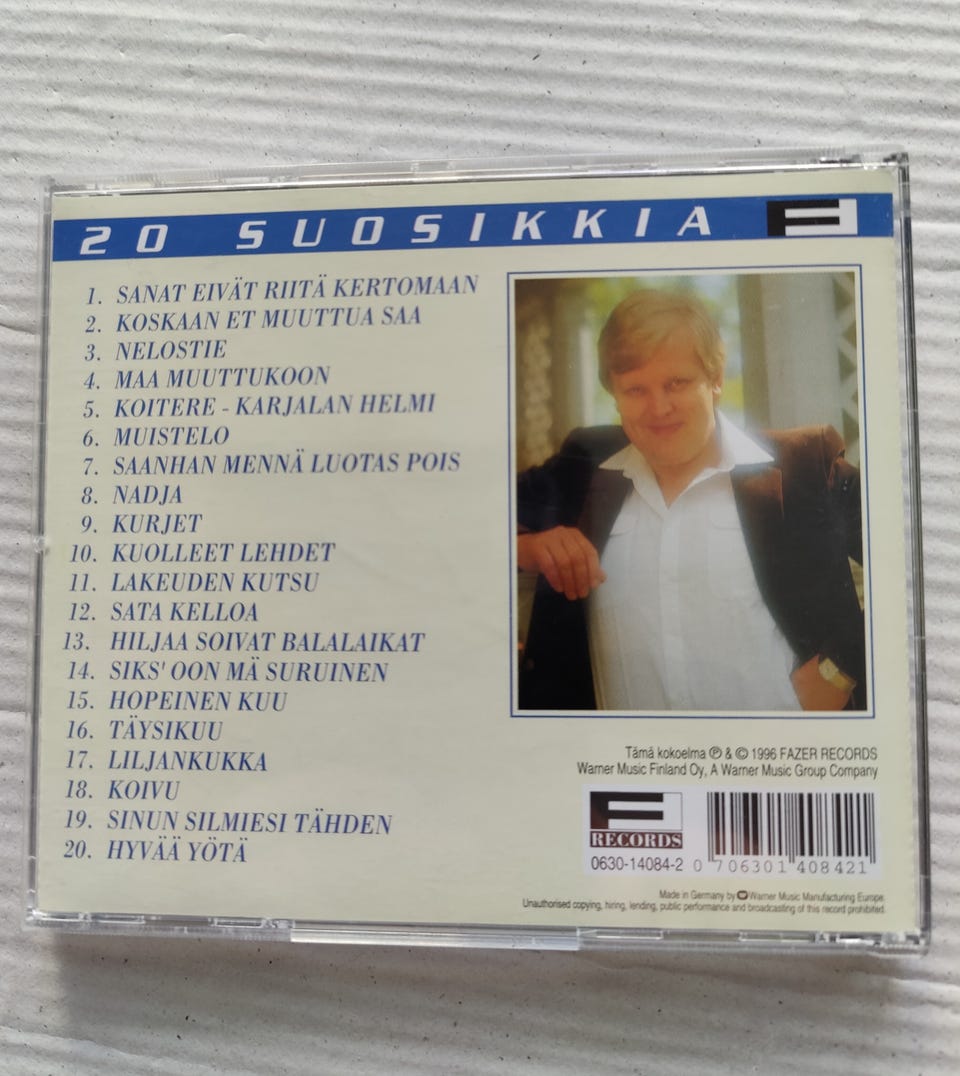 20 SUOSIKKIA F
1. SANAT EIVÄT RIITÄ KERTOMAAN
2. KOSKAAN ET MUUTTUA SAA
3. NELOSTIE
4. MAA MUUTTUKOON
5. KOITERE - KARJALAN HELMI
6. MUISTELO
7. SAANHAN MENNÄ LUOTAS POIS
8. NADJA
9. KURJET
10. KUOLLEET LEHDET
11. LAKEUDEN KUTSU
12. SATA KELLOA
13. HILJAA SOIVAT BALALAIKAT
14. SIKS' OON MÄ SURUINEN
15. HOPEINEN KUU
16. TÄYSIKUU
17. LILJANKUKKA
18. KOIVU
19. SINUN SILMIESI TÄHDEN
20. HYVÄÄ YÖTÄ
Tämä kokoelma ℗ & © 1996 FAZER RECORDS
Warner Music Finland Oy, A Warner Music Group Company
F
RECORDS
0630-14084-2
0 706301 408421
Made in Germany by Warner Music Manufacturing Europe.
Unauthorised copying, hiring, lending, public performance and broadcasting of this record prohibited.